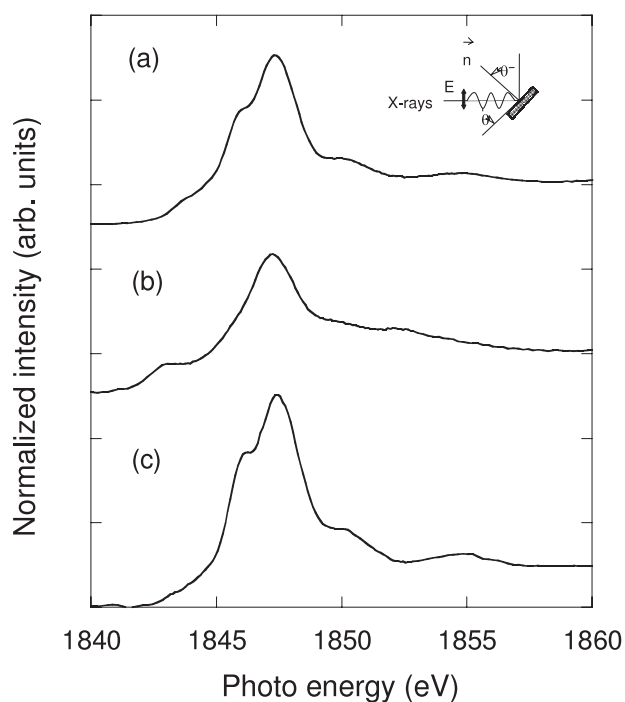 (a)
n
θ-
E
X-rays
θ
(b)
(c)
Normalized intensity (arb. units)
1840 1845 1850 1855 1860
Photo energy (eV)